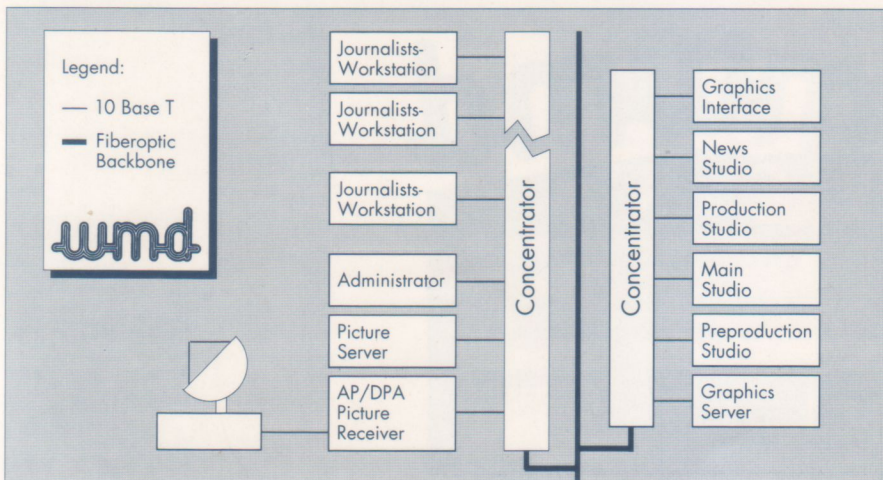 Legend:
10 Base T
Fiberoptic
Backbone
wmd
Journalists-
Workstation
Journalists-
Workstation
Journalists-
Workstation
Administrator
Picture
Server
AP/DPA
Picture
Receiver
Concentrator
Concentrator
Graphics
Interface
News
Studio
Production
Studio
Main
Studio
Preproduction
Studio
Graphics
Server